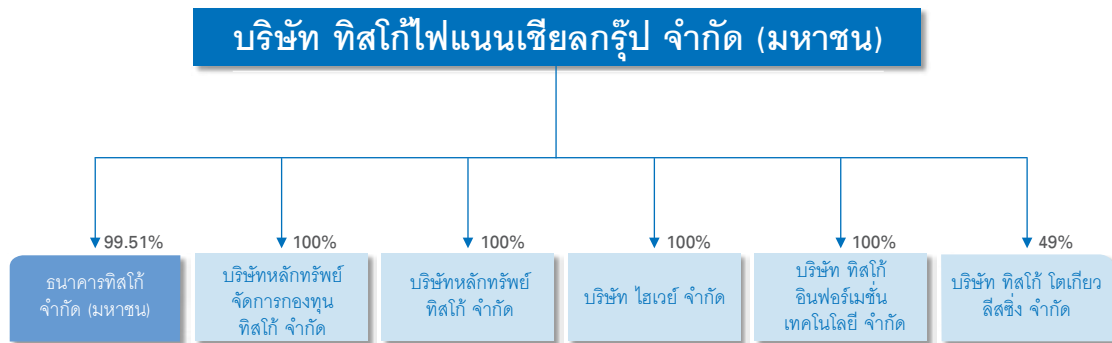 บริษัท ทิสโก้ไฟแนนเชียลกรุ๊ป จำกัด (มหาชน)
99.51%
100%
100%
100%
100%
49%
ธนาคารทิสโก้
จำกัด (มหาชน)
บริษัทหลักทรัพย์
จัดการกองทุน
ทิสโก้ จำกัด
บริษัทหลักทรัพย์
ทิสโก้ จำกัด
บริษัท ไฮเวย์ จำกัด
บริษัท ทิสโก้
อินฟอร์เมชั่น
เทคโนโลยี จำกัด
บริษัท ทิสโก้ โตเกียว
ลีสซิ่ง จำกัด